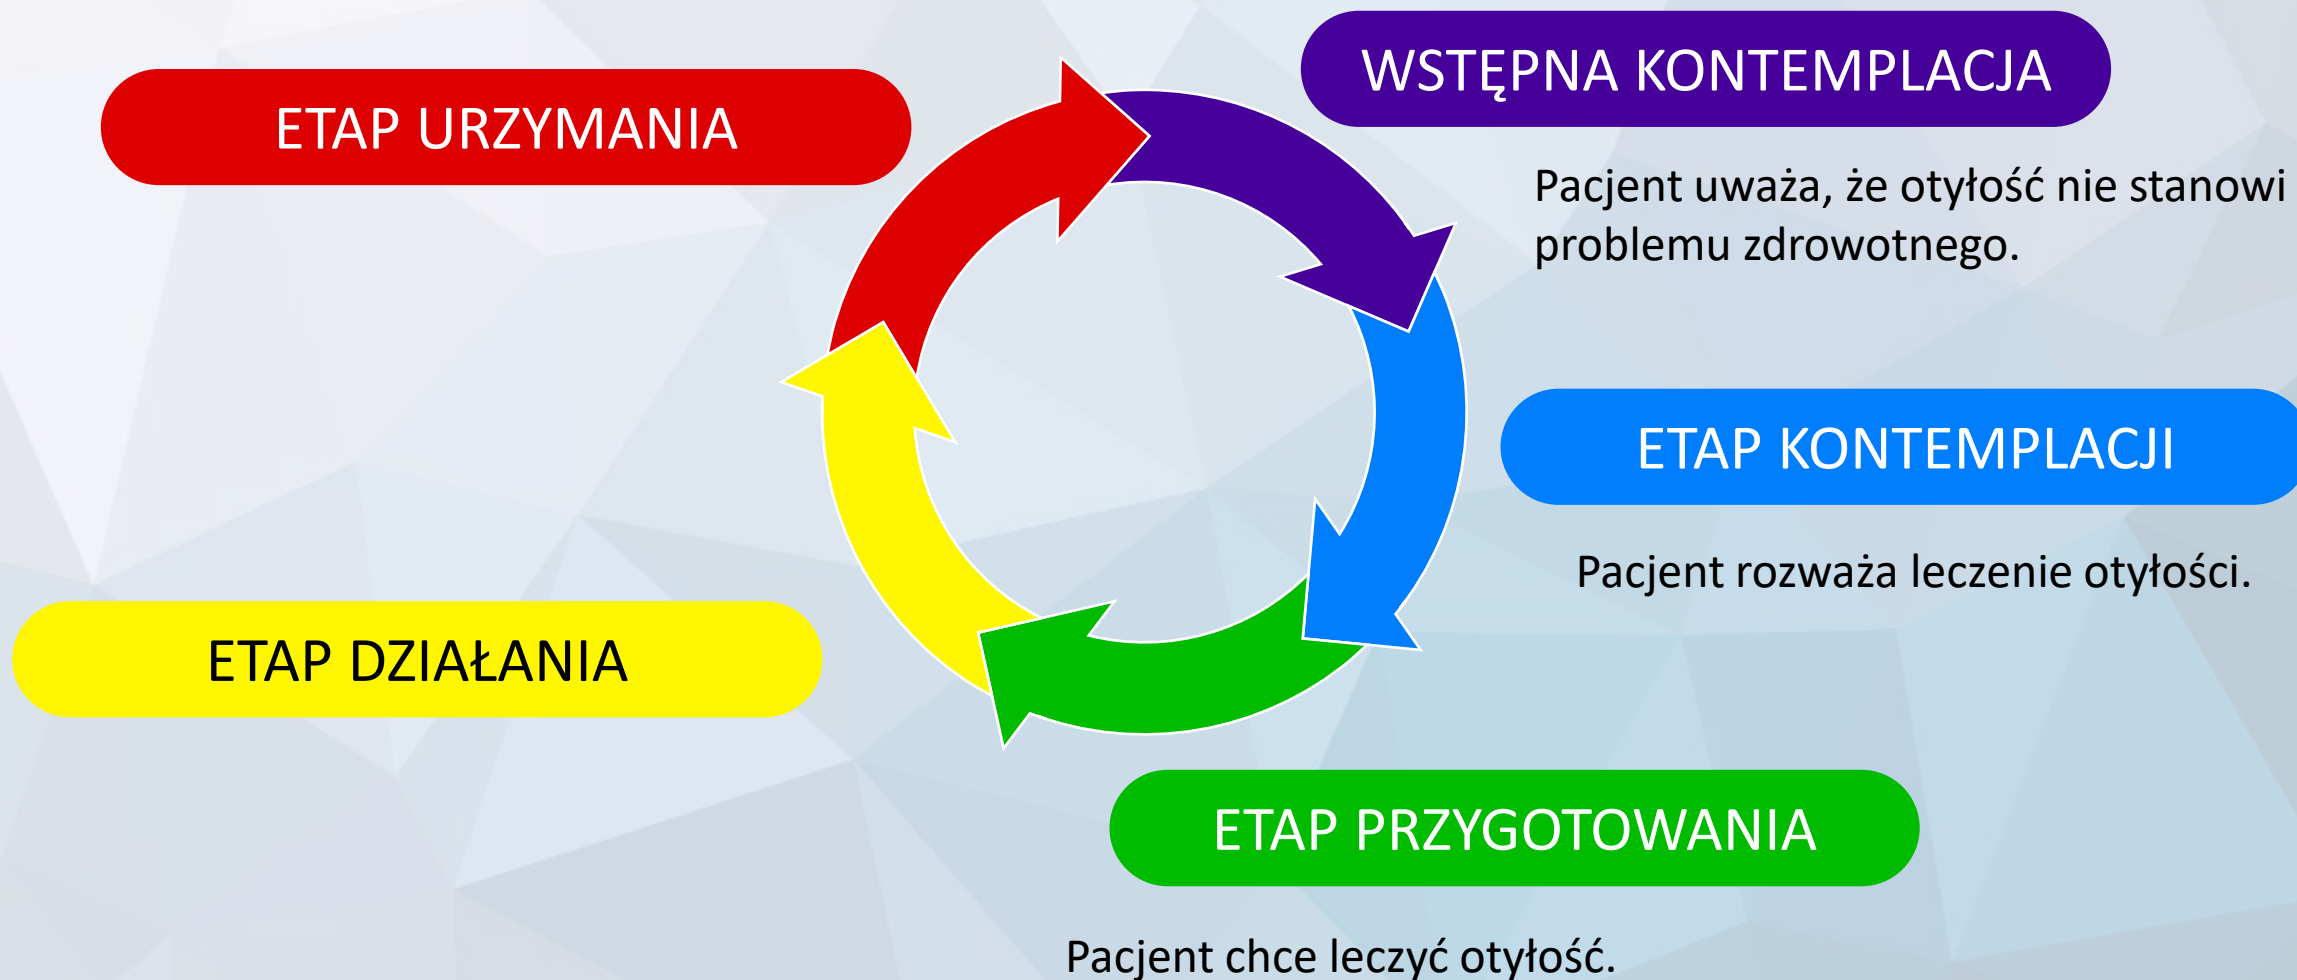 WSTĘPNA KONTEMPLACJA
Pacjent uważa, że otyłość nie stanowi
problemu zdrowotnego.
ETAP KONTEMPLACJI
Pacjent rozważa leczenie otyłości.
ETAP PRZYGOTOWANIA
Pacjent chce leczyć otyłość.
ETAP DZIAŁANIA
ETAP URZYMANIA